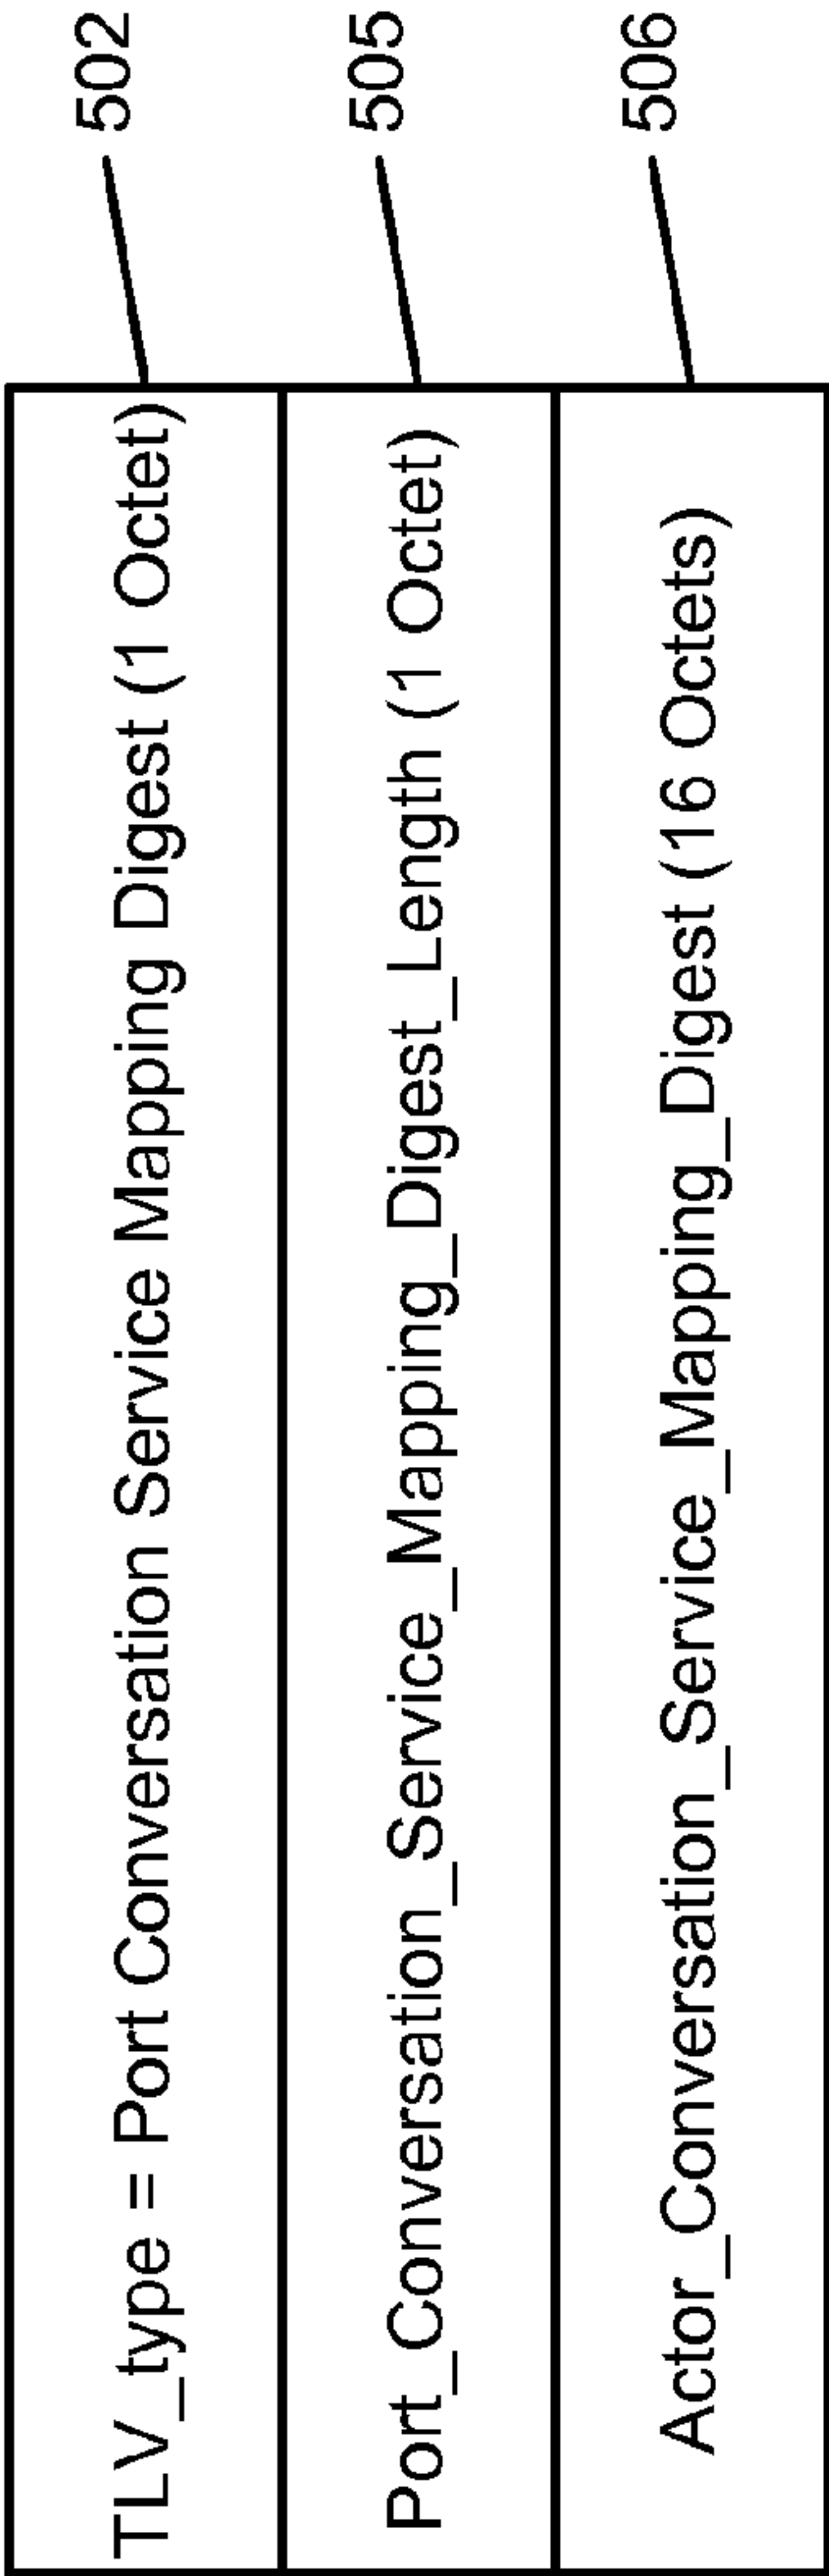 TLV_type = Port Conversation Service Mapping Digest (1 Octet) 502
Port_Conversation_Service_Mapping_Digest_Length (1 Octet) 505
Actor_Conversation_Service_Mapping_Digest (16 Octets) 506